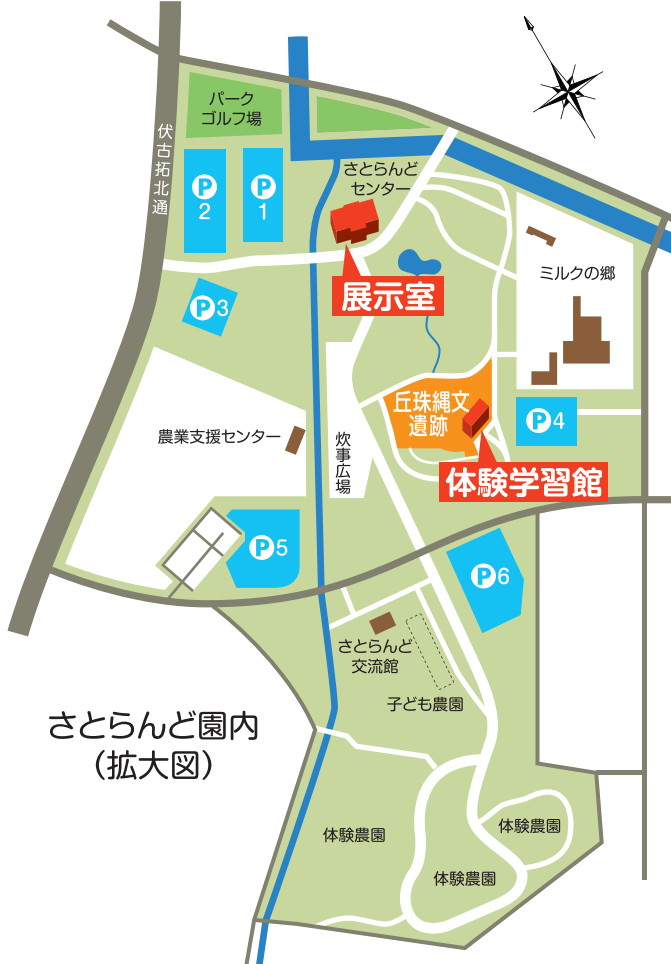 パーク
ゴルフ場
伏古拓北通
P
2
P
1
さとらんど
センター
ミルクの郷
展示室
P3
丘珠縄文
遺跡
P4
農業支援センター
炊事広場
体験学習館
P5
P6
さとらんど
交流館
子ども農園
さとらんど園内
（拡大図）
体験農園
体験農園
体験農園